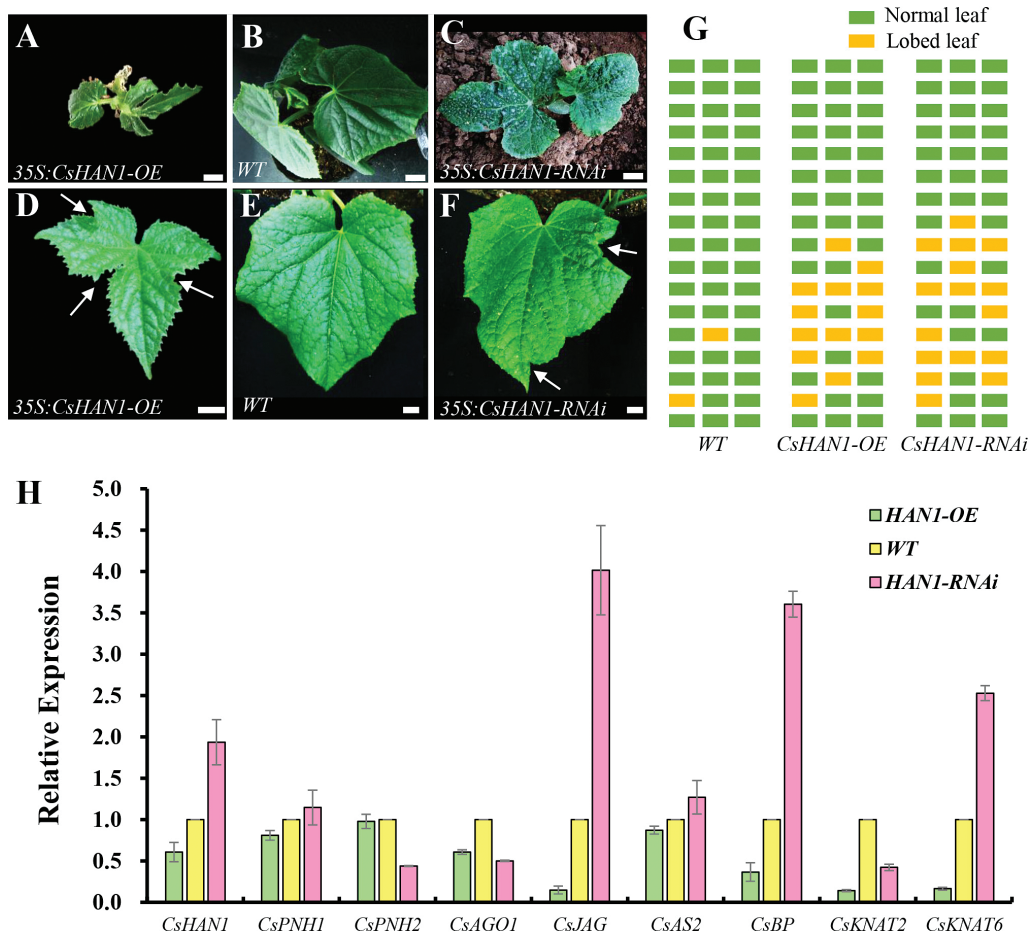 A
35S:CsHAN1-OE
B
WT
C
35S:CsHAN1-RNAi
D
35S:CsHAN1-OE
E
WT
F
35S:CsHAN1-RNAi
G
Normal leaf
Lobed leaf
WT CsHAN1-OE CsHAN1-RNAi
H
Relative Expression
5.0
4.5
4.0
3.5
3.0
2.5
2.0
1.5
1.0
0.5
0.0
HAN1-OE
WT
HAN1-RNAi
CsHAN1 CsPNH1 CsPNH2 CsAGO1 CsJAG CsAS2 CsBP CsKNAT2 CsKNAT6